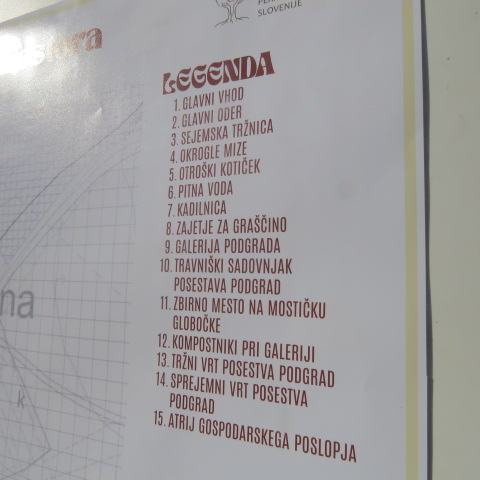 SLOVENIJE
LEGENDA
1. GLAVNI VHOD
2. GLAVNI ODER
3. SEJEMSKA TRŽNICA
4. OKROGLE MIZE
5. OTROŠKI KOTIČEK
6. PITNA VODA
7. KADILNICA
8. ZAJETJE ZA GRAŠČINO
9. GALERIJA PODGRADA
10. TRAVNIŠKI SADOVNJAK
POSESTAVA PODGRAD
11. ZBIRNO MESTO NA MOSTIČKU
GLOBOČKE
12. KOMPOSTNIKI PRI GALERIJI
13. TRŽNI VRT POSESTVA PODGRAD
14. SPREJEMNI VRT POSESTVA
PODGRAD
15. ATRIJ GOSPODARSKEGA POSLOPJA
na
k